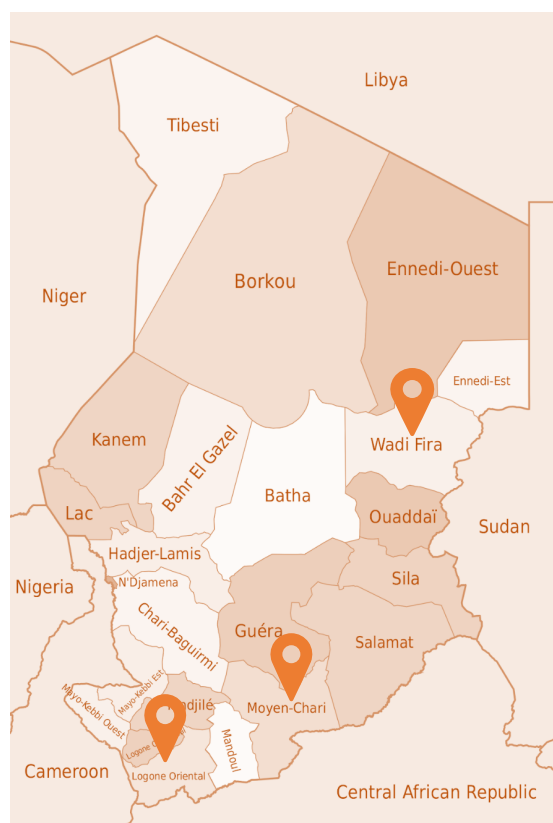 Libya
Tibesti
Ennedi-Ouest
Borkou
Niger
Ennedi-Est
Kanem
Bahr El Gazel
Wadi Fira
Batha
Lac
Ouaddaï
Sudan
Hadjer-Lamis
N'Djamena
Sila
Nigeria
Chari-Baguirmi
Guéra
Salamat
Mayo-Kebbi Est
Mayo-Kebbi Ouest
Moyen-Chari
Logone
Mandoul
Cameroon
Logone Oriental
Central African Republic